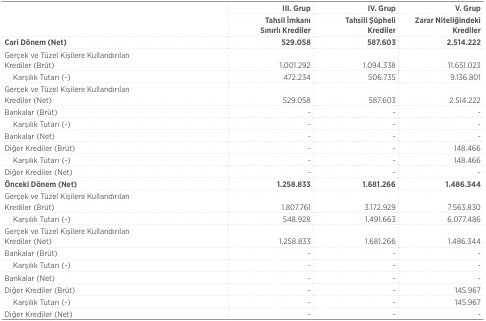 III. Grup IV. Grup V. Grup
Tahsil İmkanı Tahsili Şüpheli Zarar Niteliğindeki
Sınırlı Krediler Krediler Krediler
Cari Dönem (Net) 529.058 587.603 2.514.222
Gerçek ve Tüzel Kişilere Kullandırılan
Krediler (Brüt) 1.001.292 1.094.338 11.651.023
Karşılık Tutarı (-) 472.234 506.735 9.136.801
Gerçek ve Tüzel Kişilere Kullandırılan
Krediler (Net) 529.058 587.603 2.514.222
Bankalar (Brüt) - - -
Karşılık Tutarı (-) - - -
Bankalar (Net) - - -
Diğer Krediler (Brüt) - - 148.466
Karşılık Tutarı (-) - - 148.466
Diğer Krediler (Net) - - -
Önceki Dönem (Net) 1.258.833 1.681.266 1.486.344
Gerçek ve Tüzel Kişilere Kullandırılan
Krediler (Brüt) 1.807.761 3.172.929 7.563.830
Karşılık Tutarı (-) 548.928 1.491.663 6.077.486
Gerçek ve Tüzel Kişilere Kullandırılan
Krediler (Net) 1.258.833 1.681.266 1.486.344
Bankalar (Brüt) - - -
Karşılık Tutarı (-) - - -
Bankalar (Net) - - -
Diğer Krediler (Brüt) - - 145.967
Karşılık Tutarı (-) - - 145.967
Diğer Krediler (Net) - - -